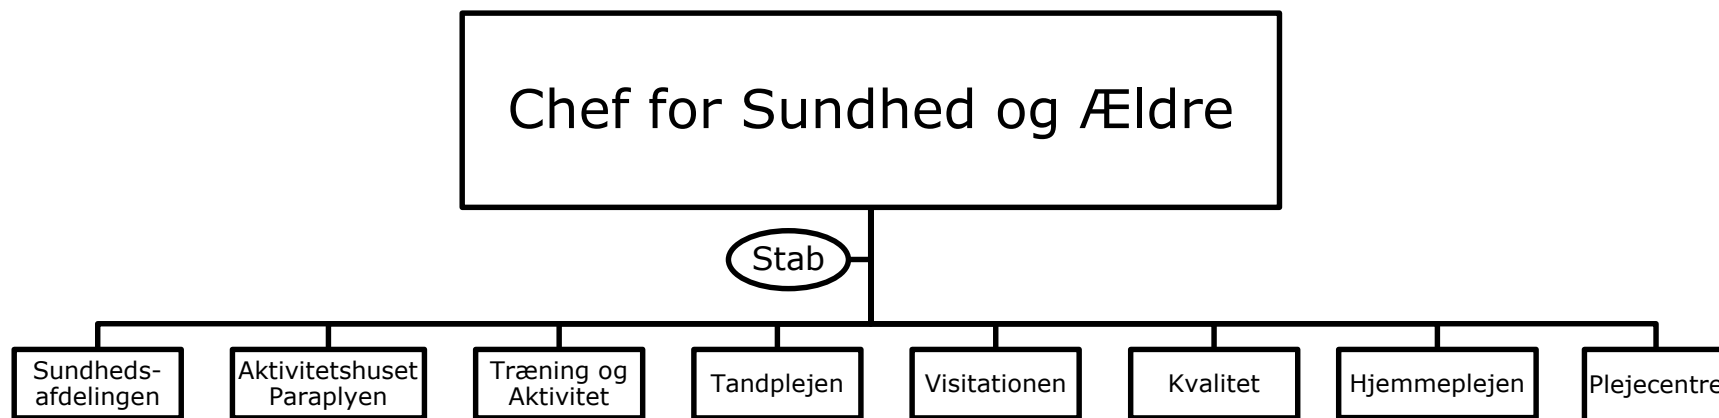 Chef for Sundhed og Ældre
Stab
Sundheds-
afdelingen
Aktivitetshuset
Paraplyen
Træning og
Aktivitet
Tandplejen
Visitationen
Kvalitet
Hjemmeplejen
Plejecentre